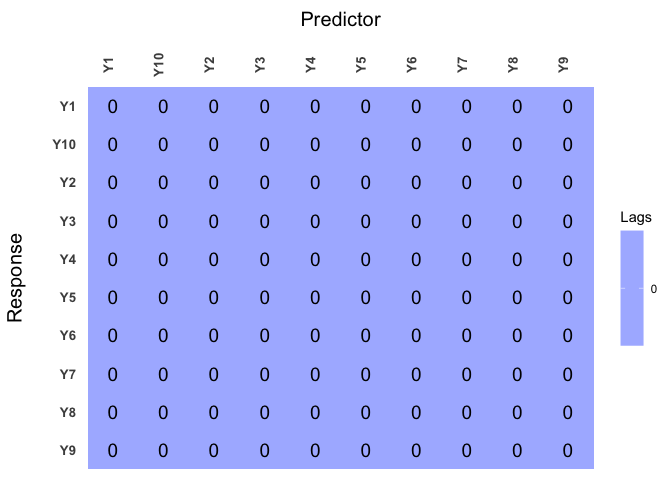 Predictor
Y1 Y10 Y2 Y3 Y4 Y5 Y6 Y7 Y8 Y9
Response
Y1 0 0 0 0 0 0 0 0 0 0
Y10 0 0 0 0 0 0 0 0 0 0
Y2 0 0 0 0 0 0 0 0 0 0
Y3 0 0 0 0 0 0 0 0 0 0
Y4 0 0 0 0 0 0 0 0 0 0
Y5 0 0 0 0 0 0 0 0 0 0
Y6 0 0 0 0 0 0 0 0 0 0
Y7 0 0 0 0 0 0 0 0 0 0
Y8 0 0 0 0 0 0 0 0 0 0
Y9 0 0 0 0 0 0 0 0 0 0
Lags
0